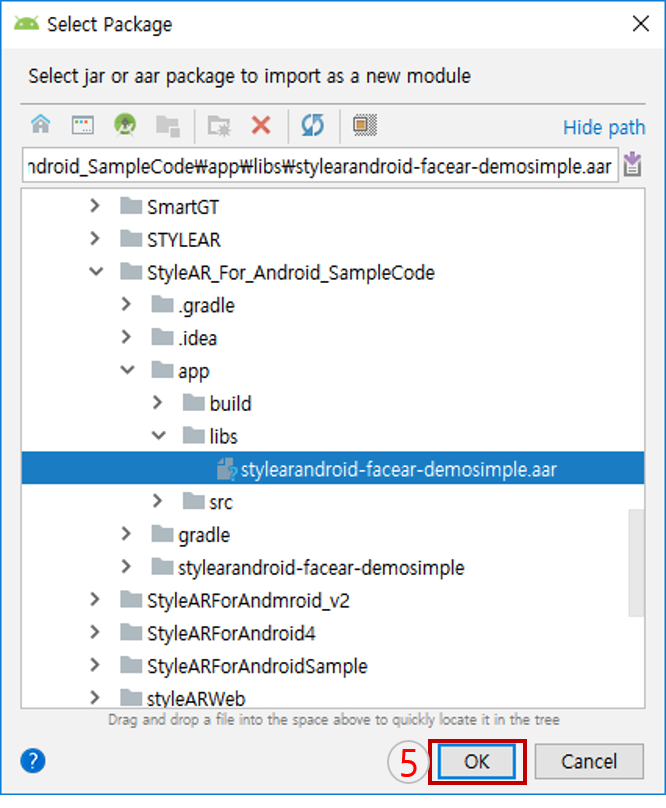 Select Package
Select jar or aar package to import as a new module
Hide path
ndroid_SampleCode₩app₩libs₩stylearandroid-facear-demosimple.aar
SmartGT
STYLEAR
StyleAR_For_Android_SampleCode
.gradle
.idea
app
build
libs
stylearandroid-facear-demosimple.aar
src
gradle
stylearandroid-facear-demosimple
StyleARForAndmroid_v2
StyleARForAndroid4
StyleARForAndroidSample
styleARWeb
Drag and drop a file into the space above to quickly locate it in the tree
? 5 OK Cancel